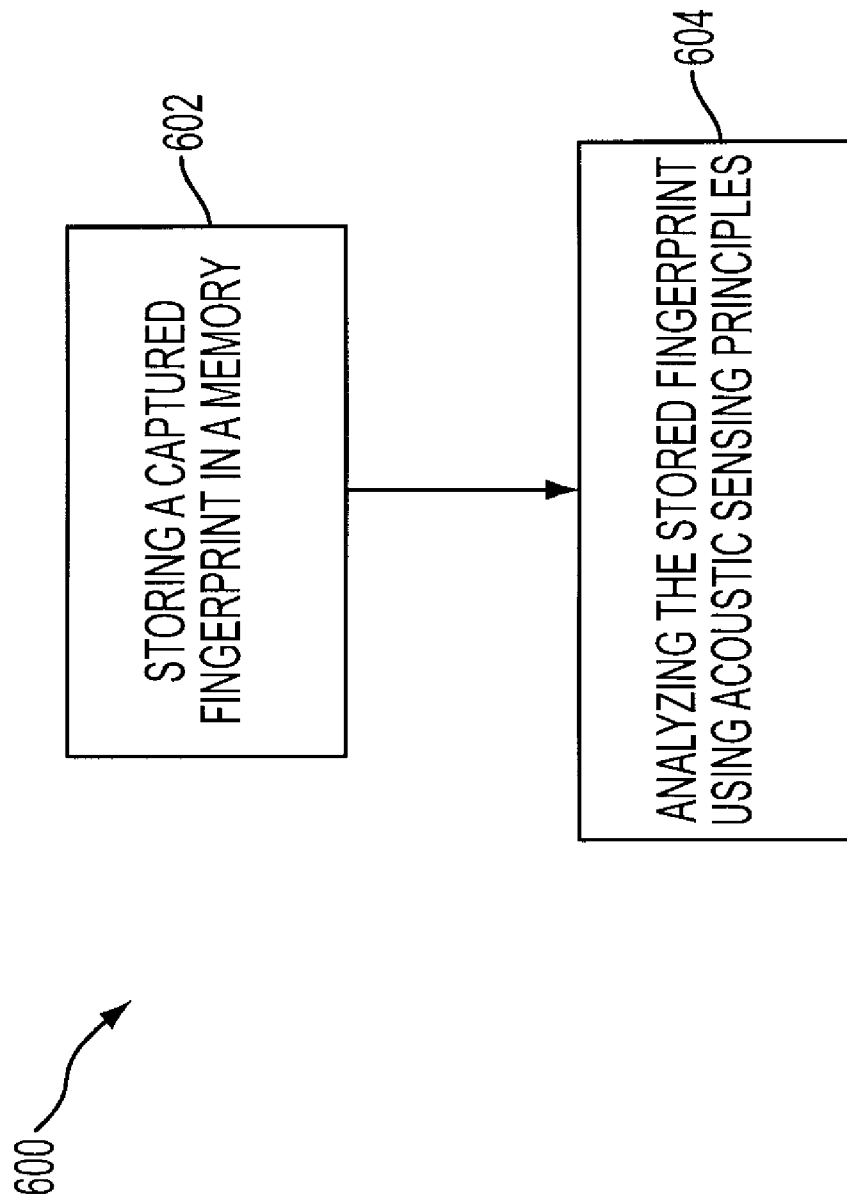 600
STORING A CAPTURED
FINGERPRINT IN A MEMORY
602
ANALYZING THE STORED FINGERPRINT
USING ACOUSTIC SENSING PRINCIPLES
604